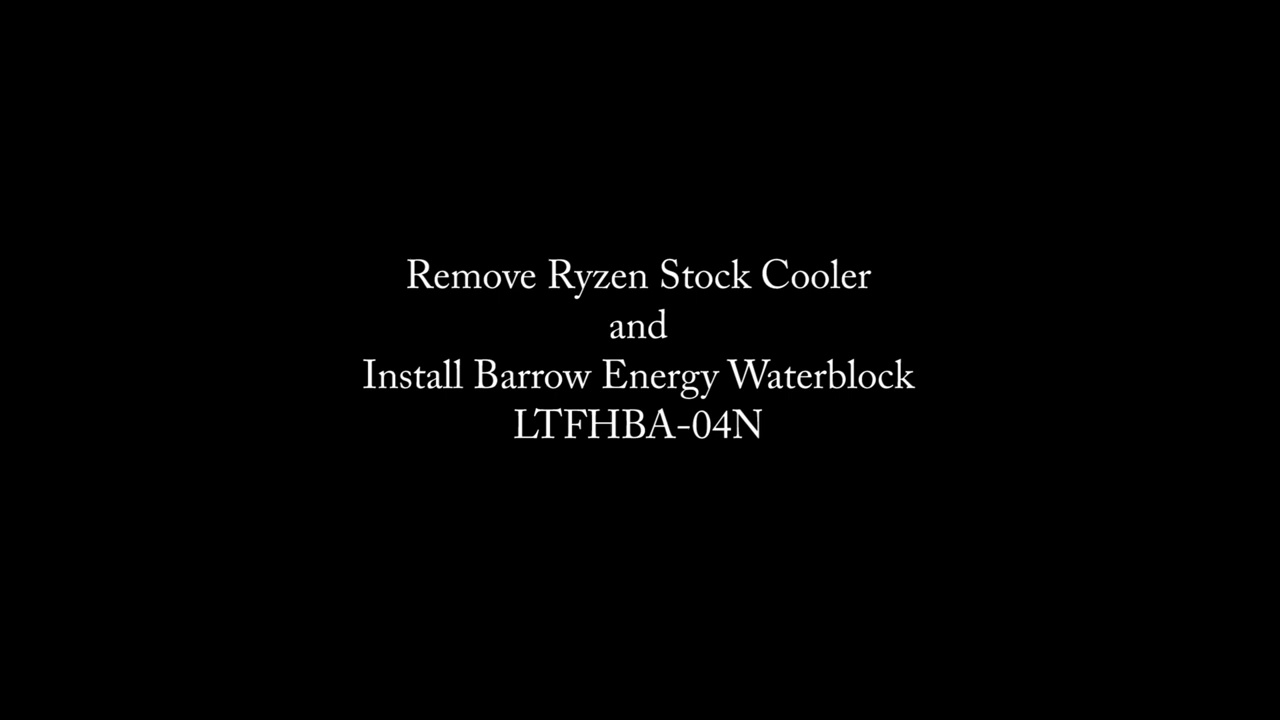 Remove Ryzen Stock Cooler
and
Install Barrow Energy Waterblock
LTFHBA-04N